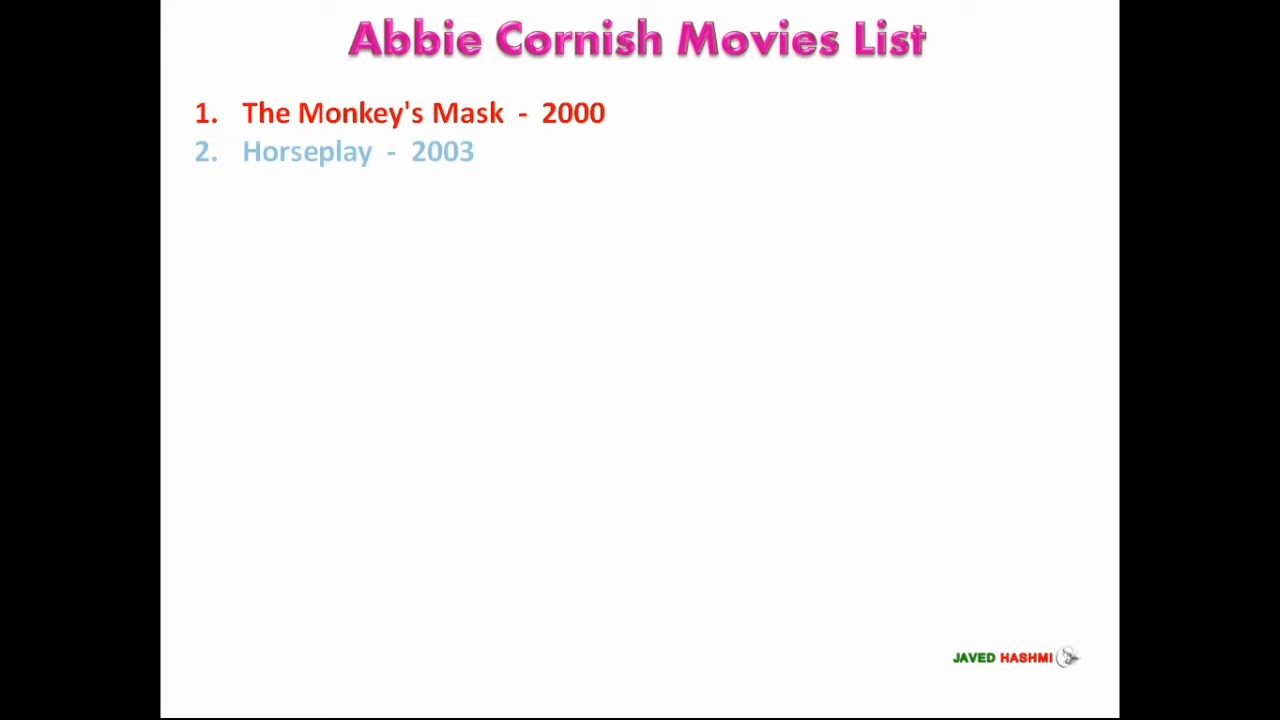 Abbie Cornish Movies List
1. The Monkey's Mask - 2000
2. Horseplay - 2003
JAVED HASHMI